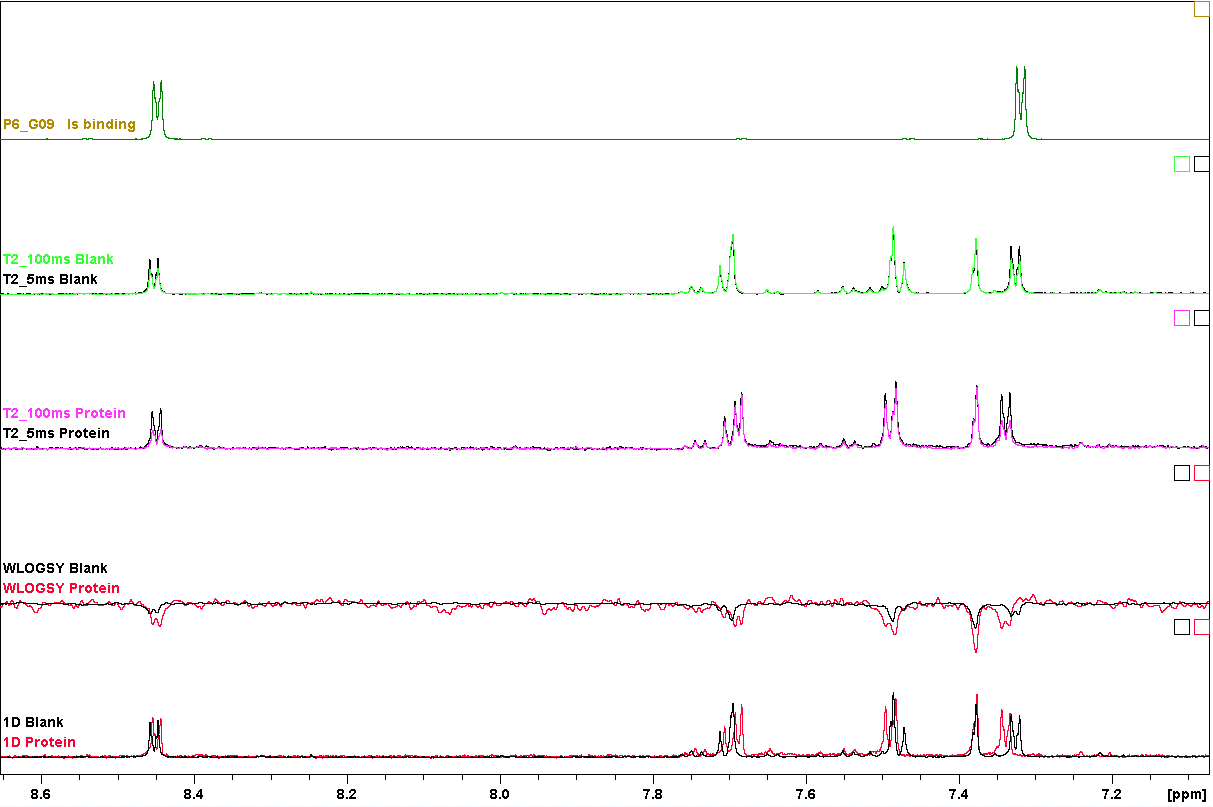 P6_G09 Is binding
T2_100ms Blank
T2_5ms Blank
T2_100ms Protein
T2_5ms Protein
WLOGSY Blank
WLOGSY Protein
1D Blank
1D Protein
8.6 8.4 8.2 8.0 7.8 7.6 7.4 7.2 [ppm]